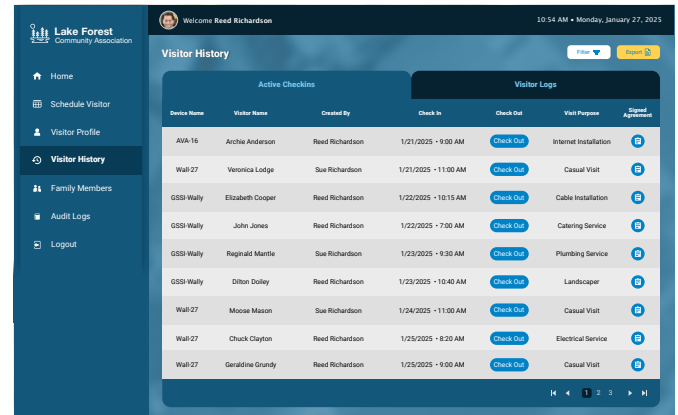 Lake Forest
Community Association
Welcome Reed Richardson
10:54 AM • Monday, January 27, 2025
Home
Schedule Visitor
Visitor Profile
Visitor History
Family Members
Audit Logs
Logout
Visitor History
Filter
Export
Active Checkins
Visitor Logs
Device Name Visitor Name Created By Check In Check Out Visit Purpose Signed Agreement
AVA-16 Archie Anderson Reed Richardson 1/21/2025 • 9:00 AM Check Out Internet Installation
Wall-27 Veronica Lodge Sue Richardson 1/21/2025 • 11:00 AM Check Out Casual Visit
GSSI-Wally Elizabeth Cooper Reed Richardson 1/22/2025 • 10:15 AM Check Out Cable Installation
GSSI-Wally John Jones Reed Richardson 1/22/2025 • 7:00 AM Check Out Catering Service
GSSI-Wally Reginald Mantle Sue Richardson 1/23/2025 • 9:30 AM Check Out Plumbing Service
GSSI-Wally Dilton Doiley Reed Richardson 1/23/2025 • 10:40 AM Check Out Landscaper
Wall-27 Moose Mason Sue Richardson 1/24/2025 • 11:00 AM Check Out Casual Visit
Wall-27 Chuck Clayton Reed Richardson 1/25/2025 • 8:20 AM Check Out Electrical Service
Wall-27 Geraldine Grundy Reed Richardson 1/25/2025 • 9:00 AM Check Out Casual Visit
1 2 3